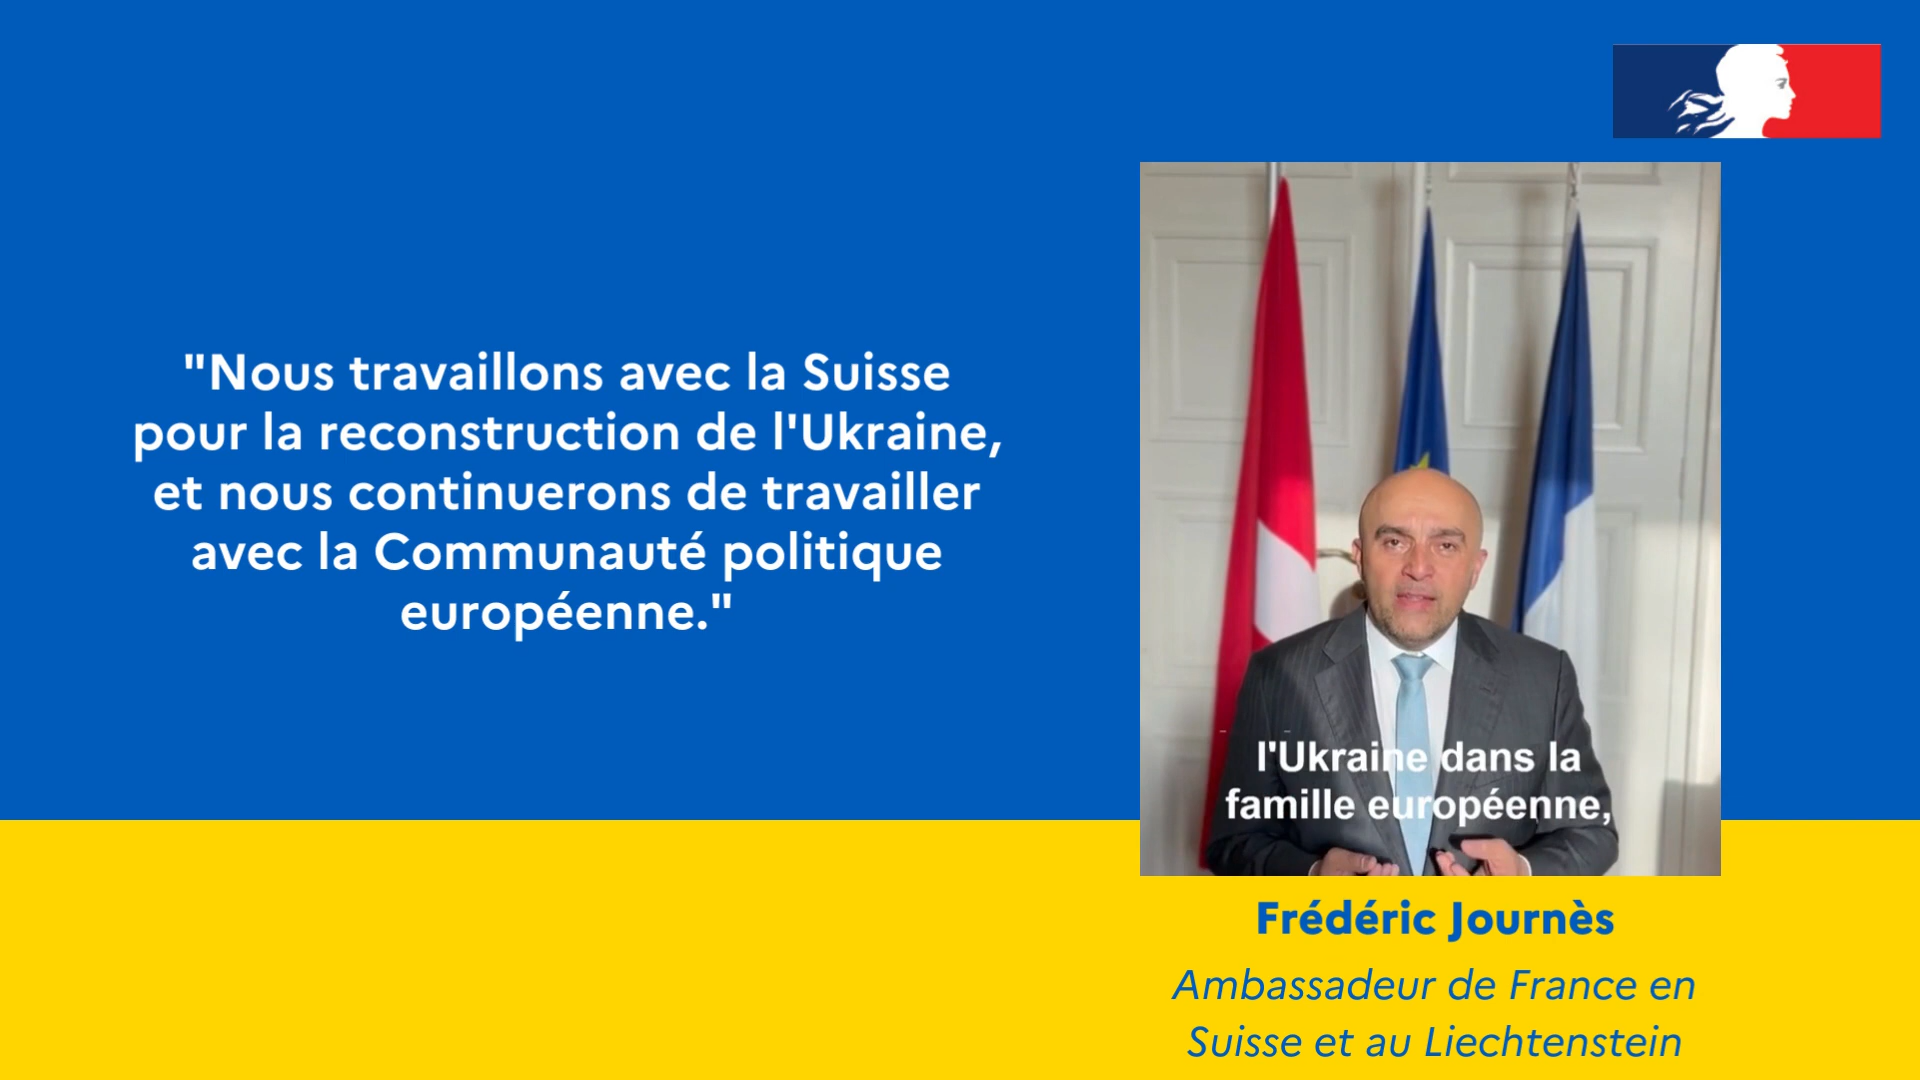 "Nous travaillons avec la Suisse
pour la reconstruction de l'Ukraine,
et nous continuerons de travailler
avec la Communauté politique
européenne."
l'Ukraine dans la
famille européenne,
Frédéric Journès
Ambassadeur de France en
Suisse et au Liechtenstein